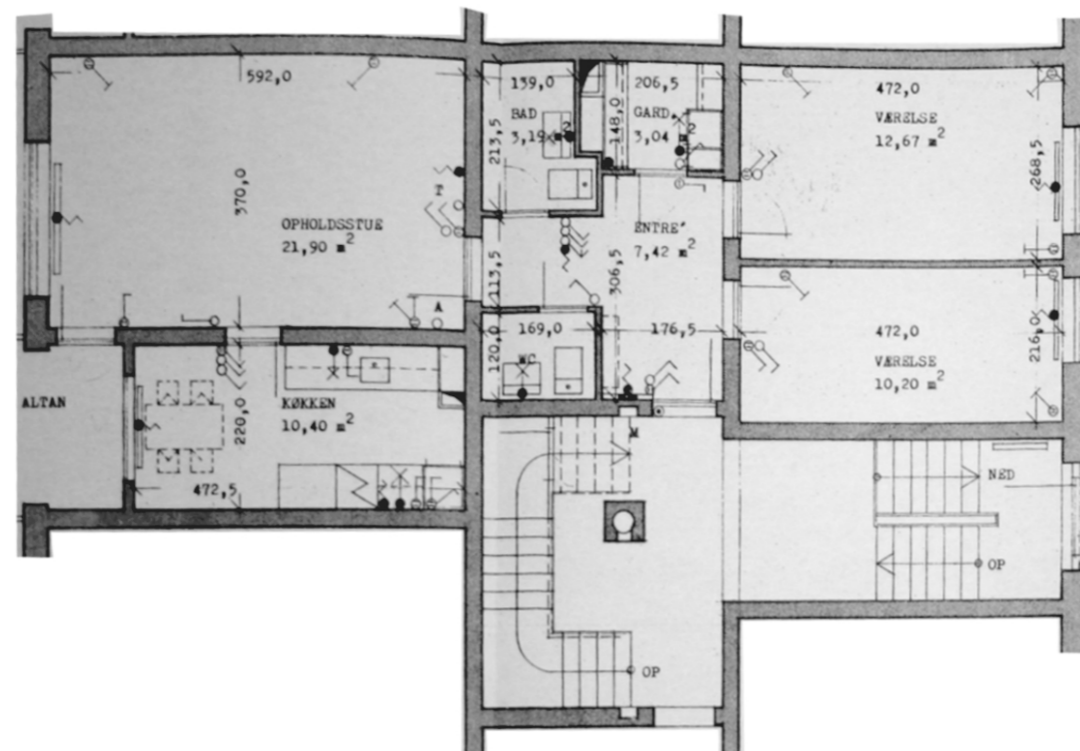 592,0
139,0
206,5
472,0
BAD
3,19 m²
213,5
148,0
GARD.
3,04 m²
VÆRELSE
12,67 m²
268,5
370,0
T
OPHOLDSSTUE
21,90 m²
ENTRE
7,42 m²
113,5
306,5
A
169,0
176,5
472,0
216,0
120,0
WC
VÆRELSE
10,20 m²
ALTAN
220,0
KØKKEN
10,40 m²
472,5
M
NED
OP
OP